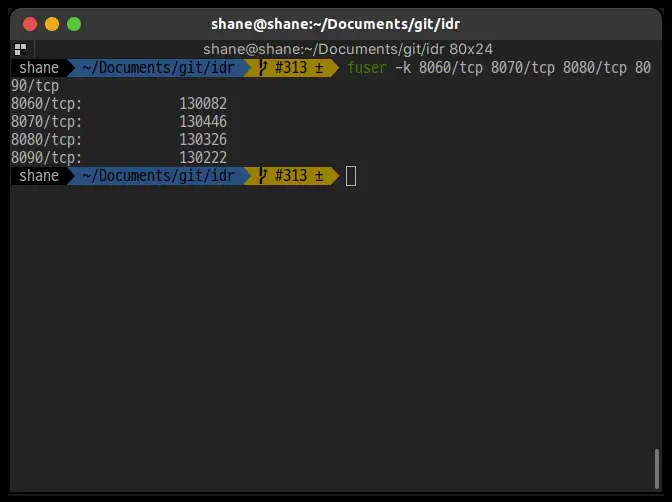 shane@shane:~/Documents/git/idr
shane@shane:~/Documents/git/idr 80x24
shane ~/Documents/git/idr #313 ± fuser -k 8060/tcp 8070/tcp 8080/tcp 80
90/tcp
8060/tcp: 130082
8070/tcp: 130446
8080/tcp: 130326
8090/tcp: 130222
shane ~/Documents/git/idr #313 ±